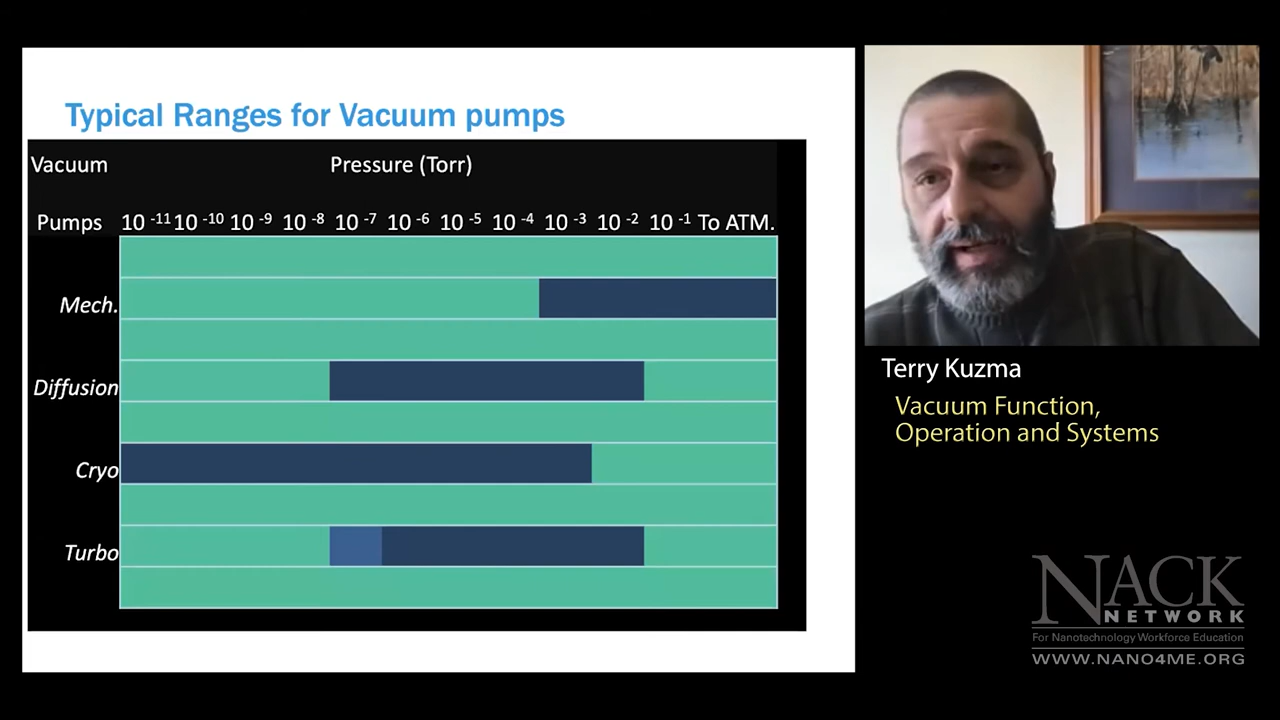 Typical Ranges for Vacuum pumps
Vacuum Pressure (Torr)
Pumps 10 -11 10 -10 10 -9 10 -8 10 -7 10 -6 10 -5 10 -4 10 -3 10 -2 10 -1 To ATM.
Mech.
Diffusion
Cryo
Turbo
Terry Kuzma
Vacuum Function,
Operation and Systems
NACK
NETWORK
For Nanotechnology Workforce Education
WWW.NANO4ME.ORG